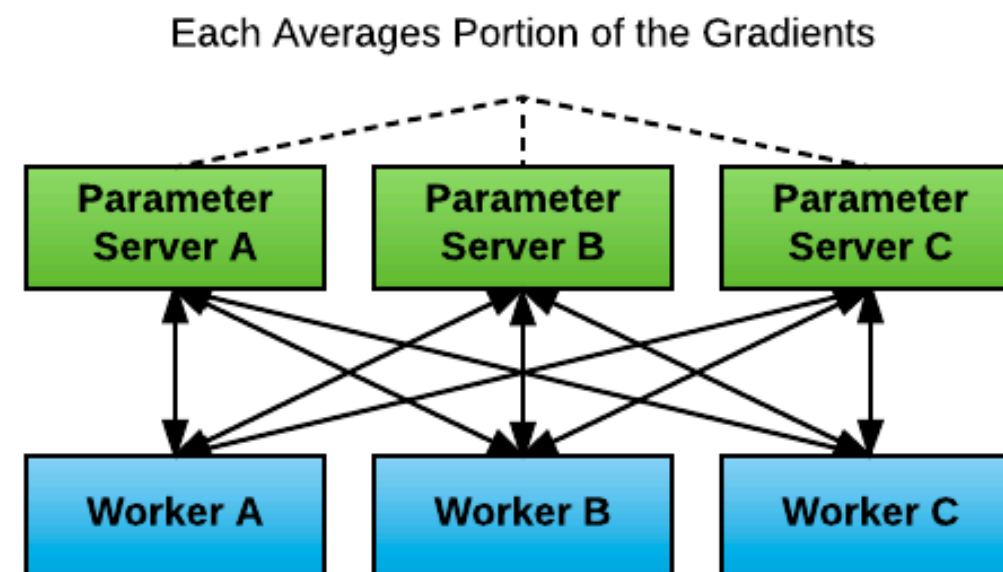 Each Averages Portion of the Gradients
Parameter
Server A
Parameter
Server B
Parameter
Server C
Worker A
Worker B
Worker C